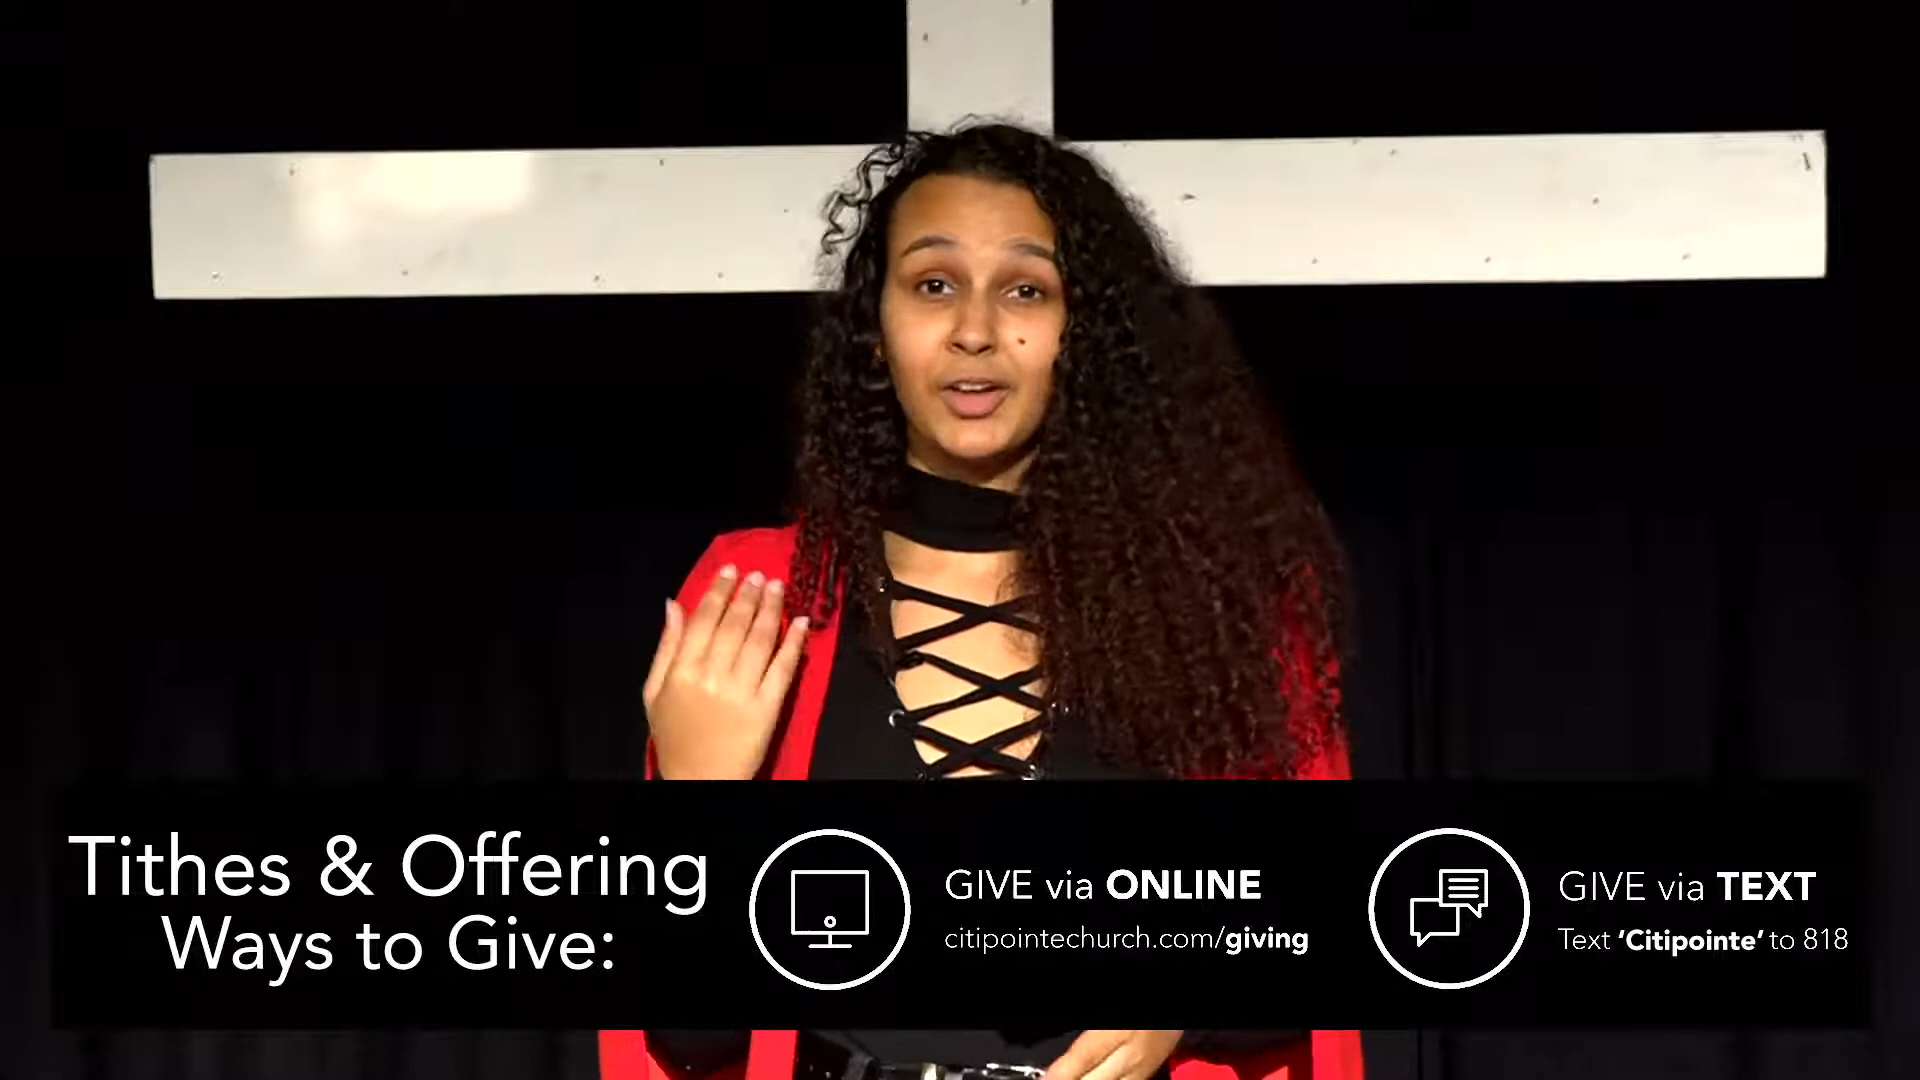 Tithes & Offering
Ways to Give:
GIVE via ONLINE
citipointechurch.com/giving
GIVE via TEXT
Text ‘Citipointe’ to 818